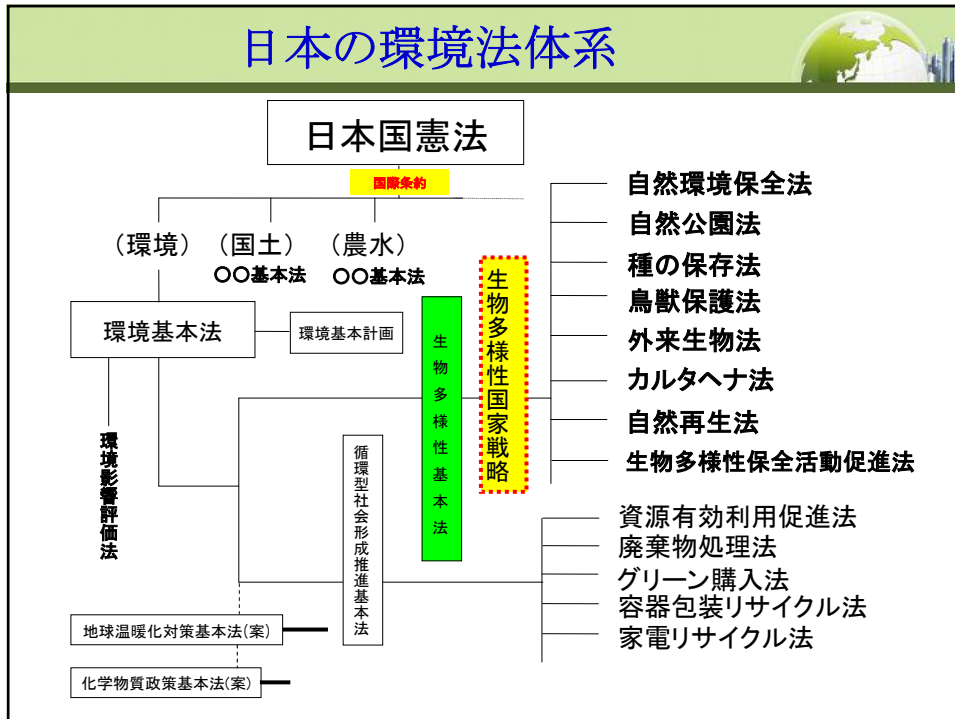 日本の環境法体系
日本国憲法
国際条約
（環境）
（国土）
（農水）
〇〇基本法
〇〇基本法
環境基本法
環境基本計画
環境影響評価法
循環型社会形成推進基本法
生物多様性基本法
生物多様性国家戦略
自然環境保全法
自然公園法
種の保存法
鳥獣保護法
外来生物法
カルタヘナ法
自然再生法
生物多様性保全活動促進法
資源有効利用促進法
廃棄物処理法
グリーン購入法
容器包装リサイクル法
家電リサイクル法
地球温暖化対策基本法(案)
化学物質政策基本法(案)